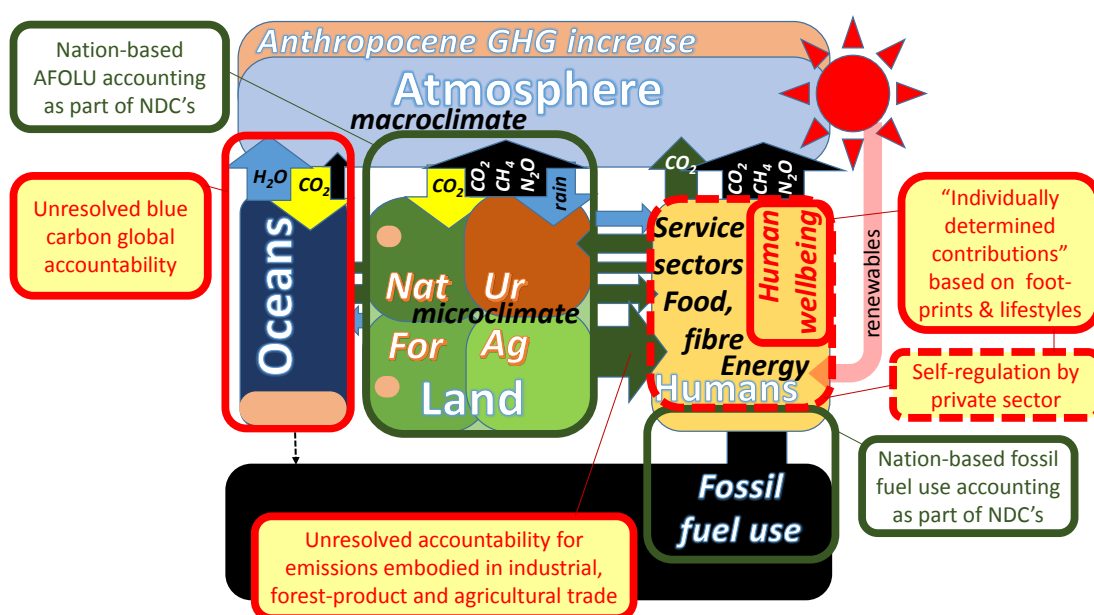 Anthropocene GHG increase
Atmosphere
macroclimate
Nation-based
AFOLU accounting
as part of NDC's
Unresolved blue
carbon global
accountability
H2O
CO2
Oceans
CO2
CO2
CH4
N2O
rain
Nat
Ur
microclimate
For
Ag
Land
CO2
CO2
CH4
N2O
Service
sectors
Food,
fibre
Energy
Humans
Human
wellbeing
renewables
“Individually
determined
contributions”
based on foot-
prints & lifestyles
Self-regulation by
private sector
Nation-based fossil
fuel use accounting
as part of NDC's
Fossil
fuel use
Unresolved accountability for
emissions embodied in industrial,
forest-product and agricultural trade